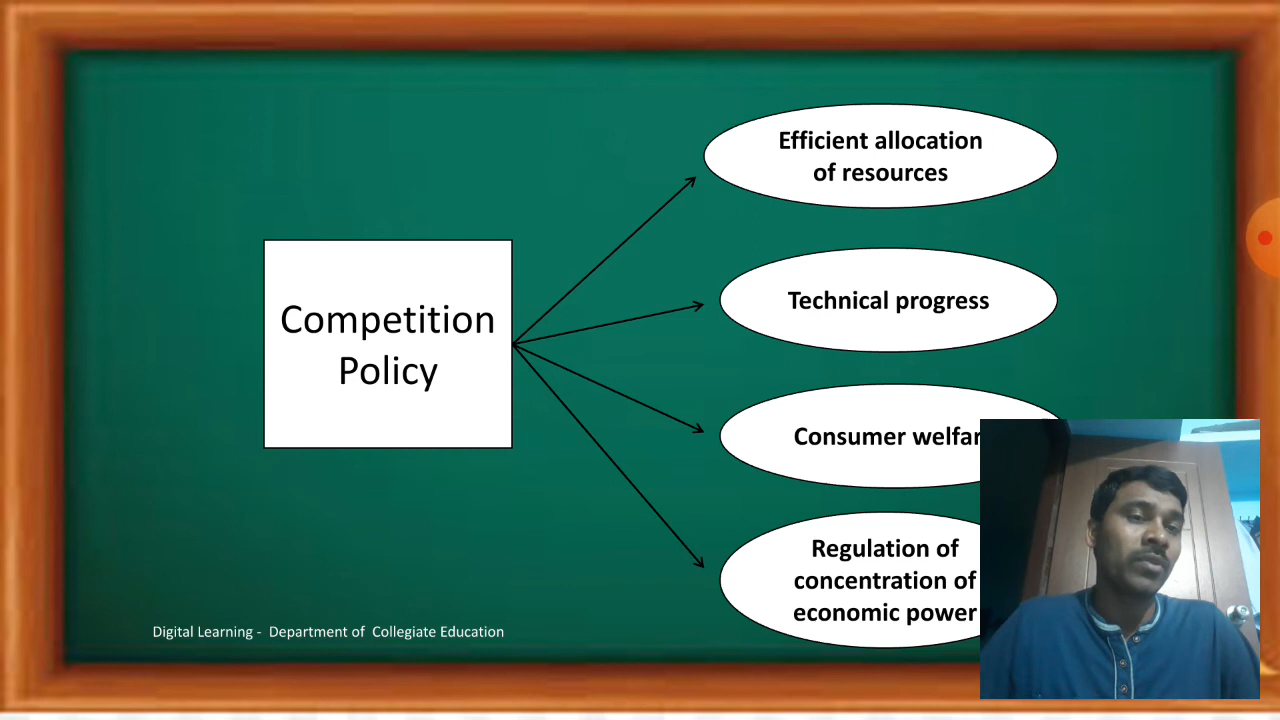 Competition
Policy
Efficient allocation
of resources
Technical progress
Consumer
Regulation of
concentration of
economic power
Digital Learning - Department of Collegiate Education